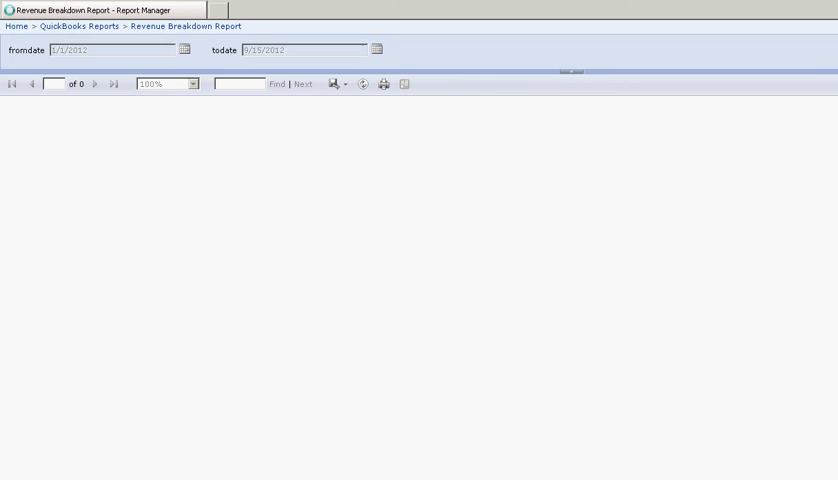 Revenue Breakdown Report - Report Manager
Home > QuickBooks Reports > Revenue Breakdown Report
fromdate 1/1/2012 todate 9/15/2012
of 0 100% Find | Next